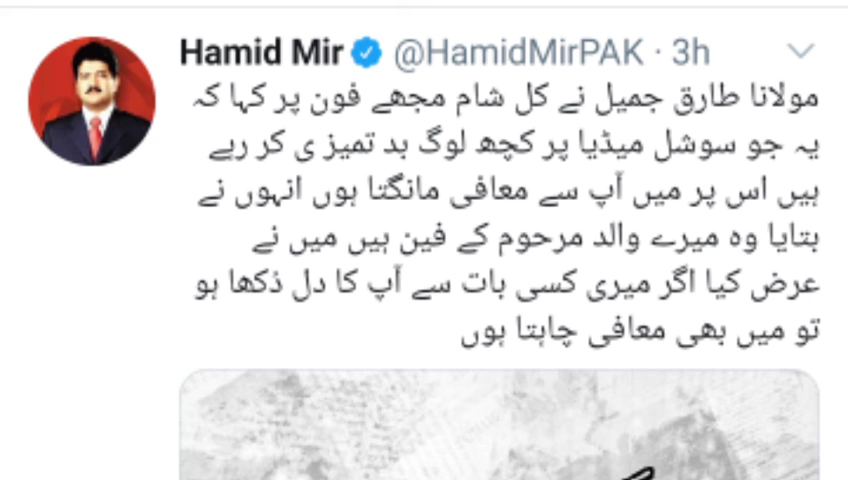 Hamid Mir @HamidMirPAK · 3h
مولانا طارق جمیل نے کل شام مجھے فون پر کہا کہ
یہ جو سوشل میڈیا پر کچھ لوگ بد تمیز ی کر رہے
ہیں اس پر میں آپ سے معافی مانگتا ہوں انہوں نے
بتایا وہ میرے والد مرحوم کے فین ہیں میں نے
عرض کیا اگر میری کسی بات سے آپ کا دل دُکھا ہو
تو میں بھی معافی چاہتا ہوں